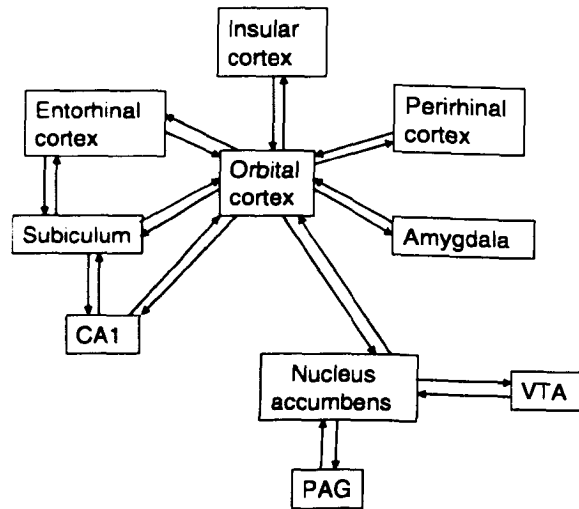 Insular
cortex
Entorhinal
cortex
Perirhinal
cortex
Orbital
cortex
Subiculum
Amygdala
CA1
Nucleus
accumbens
VTA
PAG